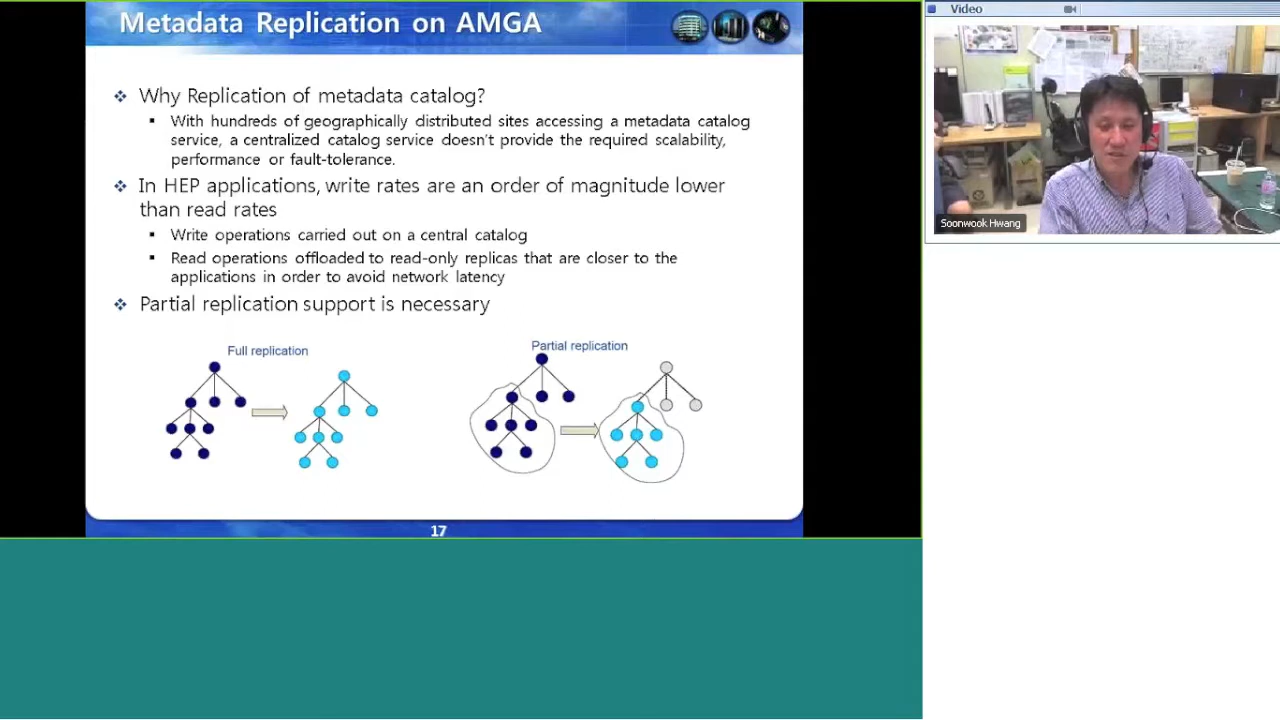 Metadata Replication on AMGA
Why Replication of metadata catalog?
With hundreds of geographically distributed sites accessing a metadata catalog
service, a centralized catalog service doesn't provide the required scalability,
performance or fault-tolerance.
In HEP applications, write rates are an order of magnitude lower
than read rates
Write operations carried out on a central catalog
Read operations offloaded to read-only replicas that are closer to the
applications in order to avoid network latency
Partial replication support is necessary
Full replication
Partial replication
17
Video
Soonwook Hwang